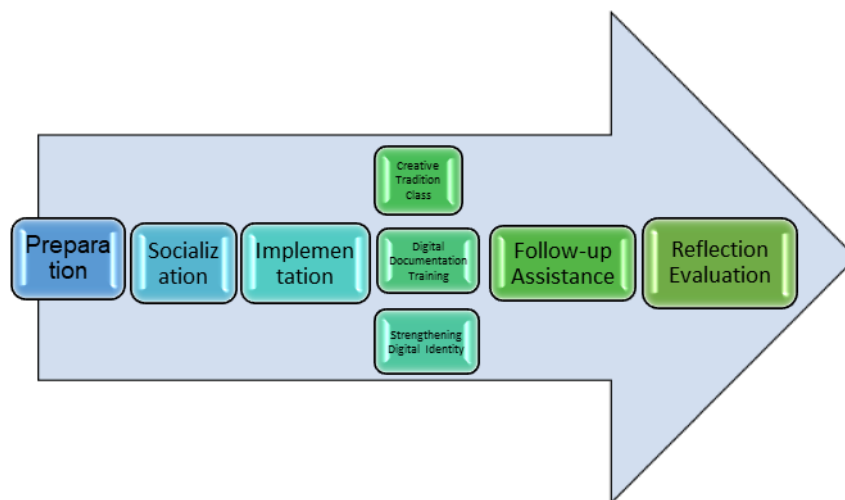 Prepara
tion
Socializ
ation
Implemen
tation
Creative
Tradition
Class
Digital
Documentation
Training
Strengthening
Digital Identity
Follow-up
Assistance
Reflection
Evaluation